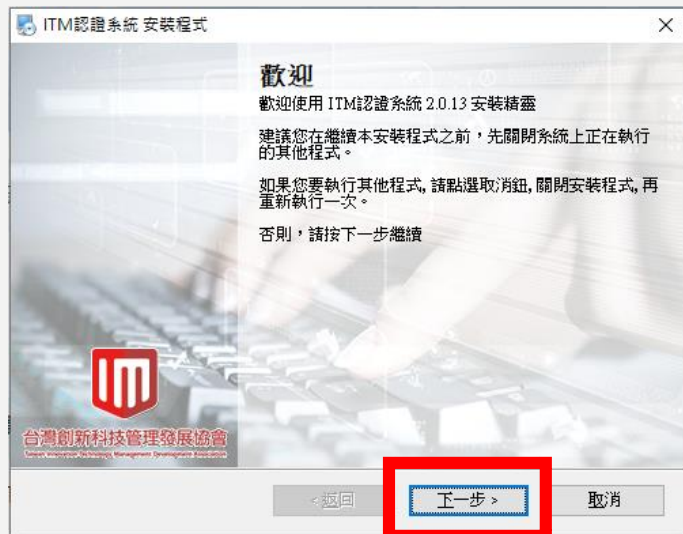 ITM認證系統 安裝程式
歡迎
歡迎使用 ITM認證系統 2.0.13 安裝精靈
建議您在繼續本安裝程式之前，先關閉系統上正在執行
的其他程式。
如果您要執行其他程式, 請點選取消鈕, 關閉安裝程式, 再
重新執行一次。
否則，請按下一步繼續
台灣創新科技管理發展協會
Taiwan Innovation Technology Management Development Association
<返回
下一步 >
取消